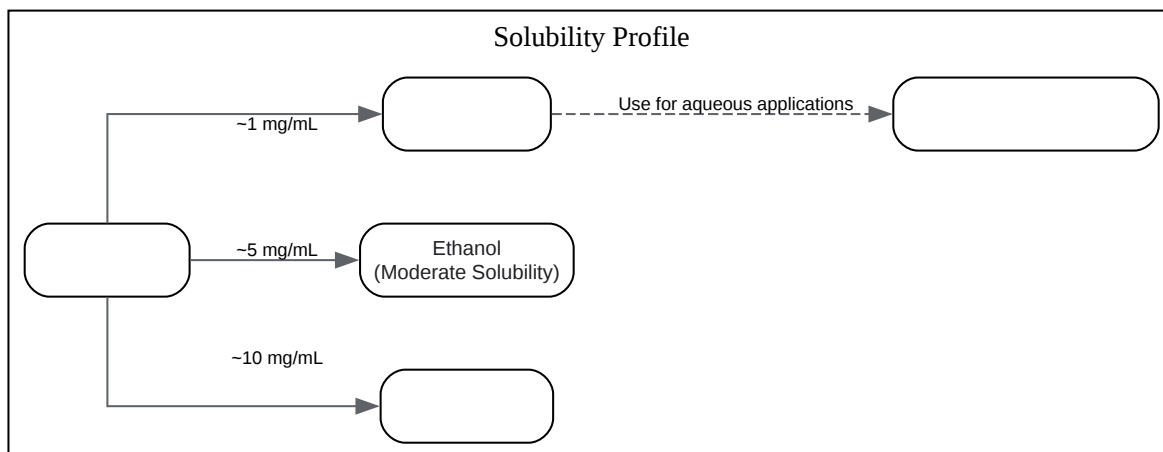 Solubility Profile
Use for aqueous applications
~1 mg/mL
~5 mg/mL
Ethanol
(Moderate Solubility)
~10 mg/mL